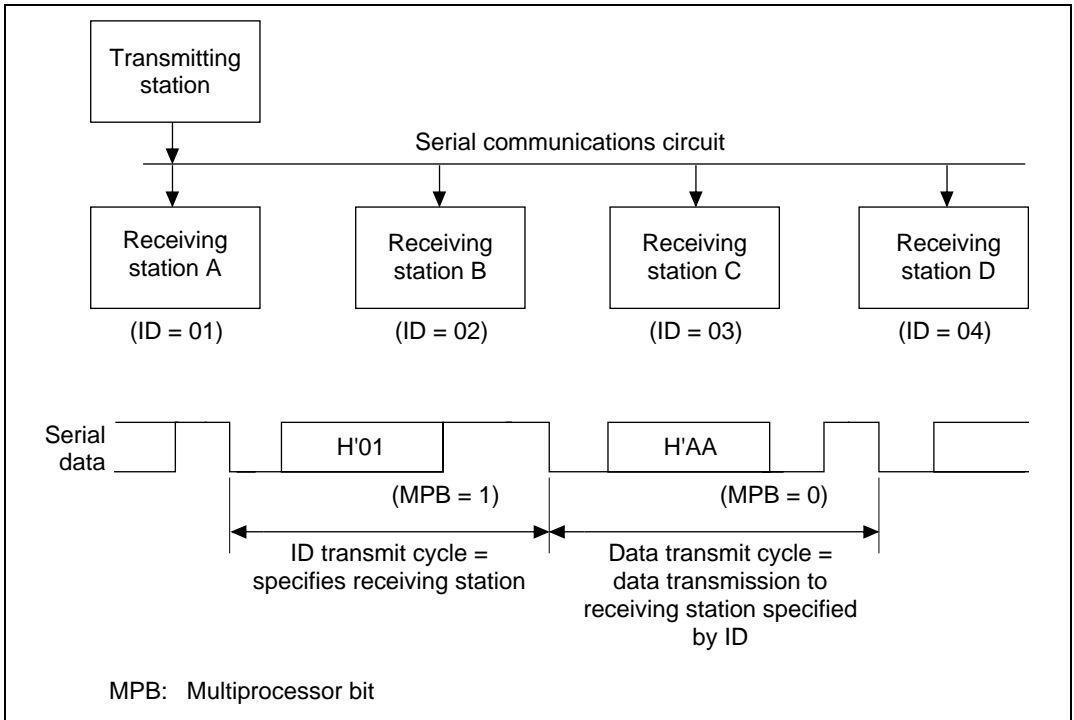 Transmitting
station
Serial communications circuit
Receiving
station A
Receiving
station B
Receiving
station C
Receiving
station D
(ID = 01)
(ID = 02)
(ID = 03)
(ID = 04)
Serial
data
H'01
H'AA
(MPB = 1)
(MPB = 0)
ID transmit cycle =
specifies receiving station
Data transmit cycle =
data transmission to
receiving station specified
by ID
MPB: Multiprocessor bit